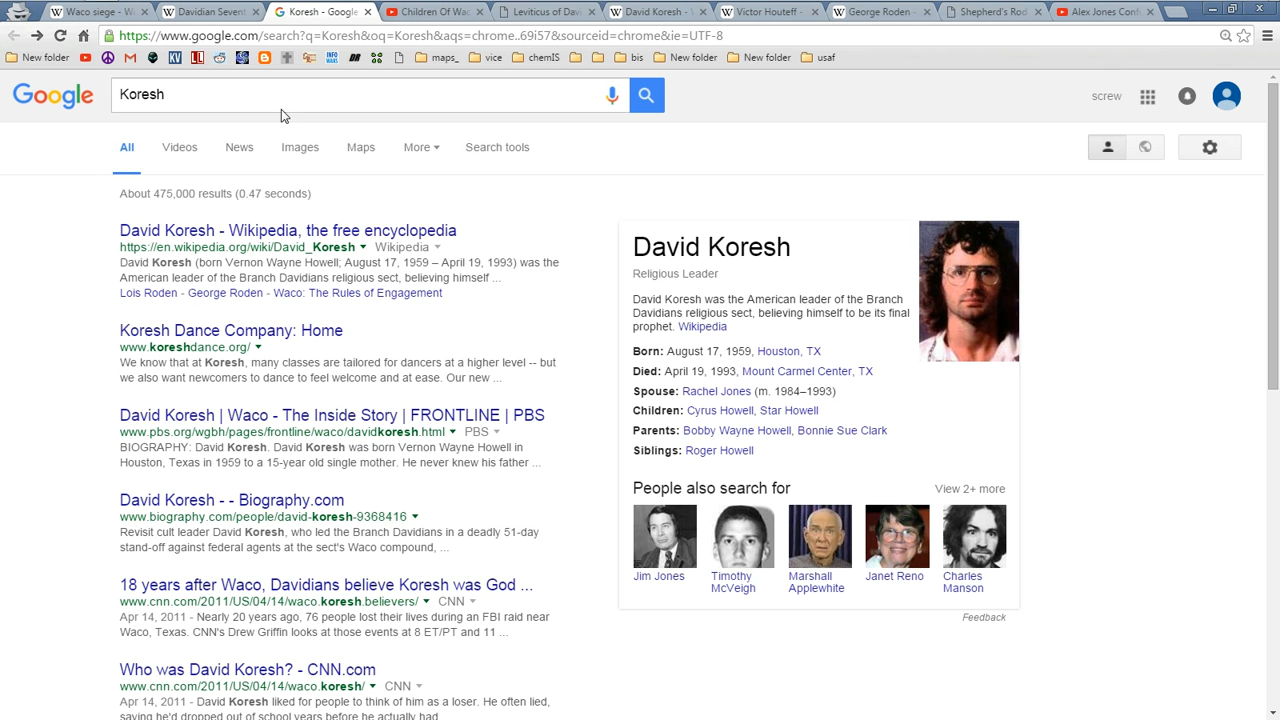 Waco siege - Wi
Davidian Sevent
Koresh - Google
Children Of Wac
Leviticus of Davi
David Koresh - W
Victor Houteff -
George Roden -
Shepherd's Rod
Alex Jones Confr
https://www.google.com/search?q=Koresh&oq=Koresh&aqs=chrome..69i57&sourceid=chrome&ie=UTF-8
New folder
maps_
vice
chemIS
bis
New folder
New folder
usaf
Google
Koresh
screw
All
Videos
News
Images
Maps
More
Search tools
About 475,000 results (0.47 seconds)
David Koresh - Wikipedia, the free encyclopedia
https://en.wikipedia.org/wiki/David_Koresh Wikipedia
David Koresh (born Vernon Wayne Howell; August 17, 1959 – April 19, 1993) was the
American leader of the Branch Davidians religious sect, believing himself ...
Lois Roden - George Roden - Waco: The Rules of Engagement
Koresh Dance Company: Home
www.koreshdance.org/
We know that at Koresh, many classes are tailored for dancers at a higher level -- but
we also want newcomers to dance to feel welcome and at ease. Our new ...
David Koresh | Waco - The Inside Story | FRONTLINE | PBS
www.pbs.org/wgbh/pages/frontline/waco/davidkoresh.html PBS
BIOGRAPHY: David Koresh. David Koresh was born Vernon Wayne Howell in
Houston, Texas in 1959 to a 15-year old single mother. He never knew his father ...
David Koresh - - Biography.com
www.biography.com/people/david-koresh-9368416
Revisit cult leader David Koresh, who led the Branch Davidians in a deadly 51-day
stand-off against federal agents at the sect's Waco compound, ...
18 years after Waco, Davidians believe Koresh was God ...
www.cnn.com/2011/US/04/14/waco.koresh.believers/ CNN
Apr 14, 2011 - Nearly 20 years ago, 76 people lost their lives during an FBI raid near
Waco, Texas. CNN's Drew Griffin looks at those events at 8 ET/PT and 11 ...
Who was David Koresh? - CNN.com
www.cnn.com/2011/US/04/14/waco.koresh/ CNN
Apr 14, 2011 - David Koresh liked for people to think of him as a loser. He often lied,
saying he'd dropped out of school years before he actually had
David Koresh
Religious Leader
David Koresh was the American leader of the Branch
Davidians religious sect, believing himself to be its final
prophet. Wikipedia
Born: August 17, 1959, Houston, TX
Died: April 19, 1993, Mount Carmel Center, TX
Spouse: Rachel Jones (m. 1984–1993)
Children: Cyrus Howell, Star Howell
Parents: Bobby Wayne Howell, Bonnie Sue Clark
Siblings: Roger Howell
People also search for
View 2+ more
Jim Jones
Timothy
McVeigh
Marshall
Applewhite
Janet Reno
Charles
Manson
Feedback